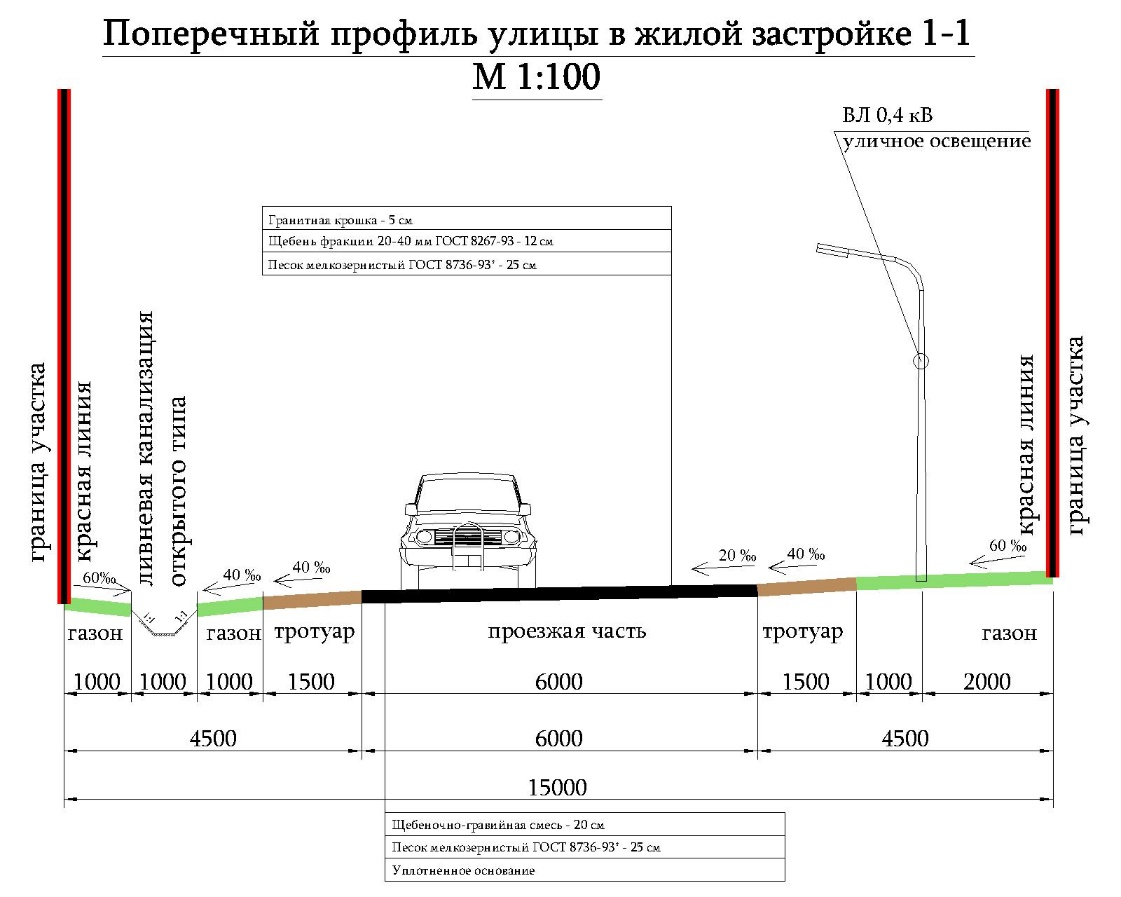 Поперечный профиль улицы в жилой застройке 1-1
М 1:100
ВЛ 0,4 кВ
уличное освещение
Гранитная крошка - 5 см
Щебень фракции 20-40 мм ГОСТ 8267-93 - 12 см
Песок мелкозернистый ГОСТ 8736-93* - 25 см
граница участка
красная линия
ливневая канализация
открытого типа
красная линия
граница участка
60‰
40 ‰
40 ‰
20 ‰
40 ‰
60 ‰
1:1
1:1
газон
газон
тротуар
проезжая часть
тротуар
газон
1000
1000
1000
1500
6000
1500
1000
2000
4500
6000
4500
15000
Щебеночно-гравийная смесь - 20 см
Песок мелкозернистый ГОСТ 8736-93* - 25 см
Уплотненное основание